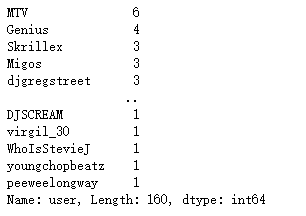 MTV 6
Genius 4
Skrillex 3
Migos 3
djgregstreet 3
..
DJSCREAM 1
virgil_30 1
WhoIsStevieJ 1
youngchopbeatz 1
peeweelongway 1
Name: user, Length: 160, dtype: int64